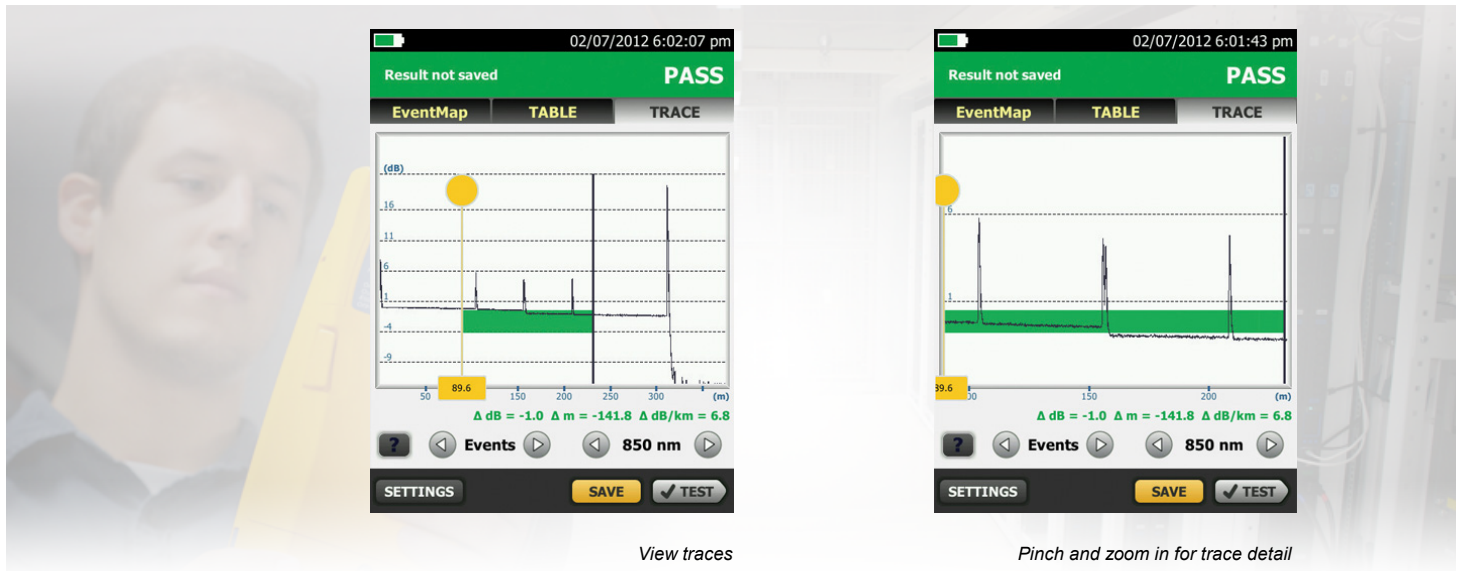 02/07/2012 6:02:07 pm
Result not saved PASS
EventMap TABLE TRACE
(dB)
16
11
6
1
-4
-9
89.6
50 150 200 250 300 (m)
Δ dB = -1.0 Δ m = -141.8 Δ dB/km = 6.8
? Events 850 nm
SETTINGS SAVE TEST
View traces
02/07/2012 6:01:43 pm
Result not saved PASS
EventMap TABLE TRACE
6
1
39.6
00 150 200 (m)
Δ dB = -1.0 Δ m = -141.8 Δ dB/km = 6.8
? Events 850 nm
SETTINGS SAVE TEST
Pinch and zoom in for trace detail